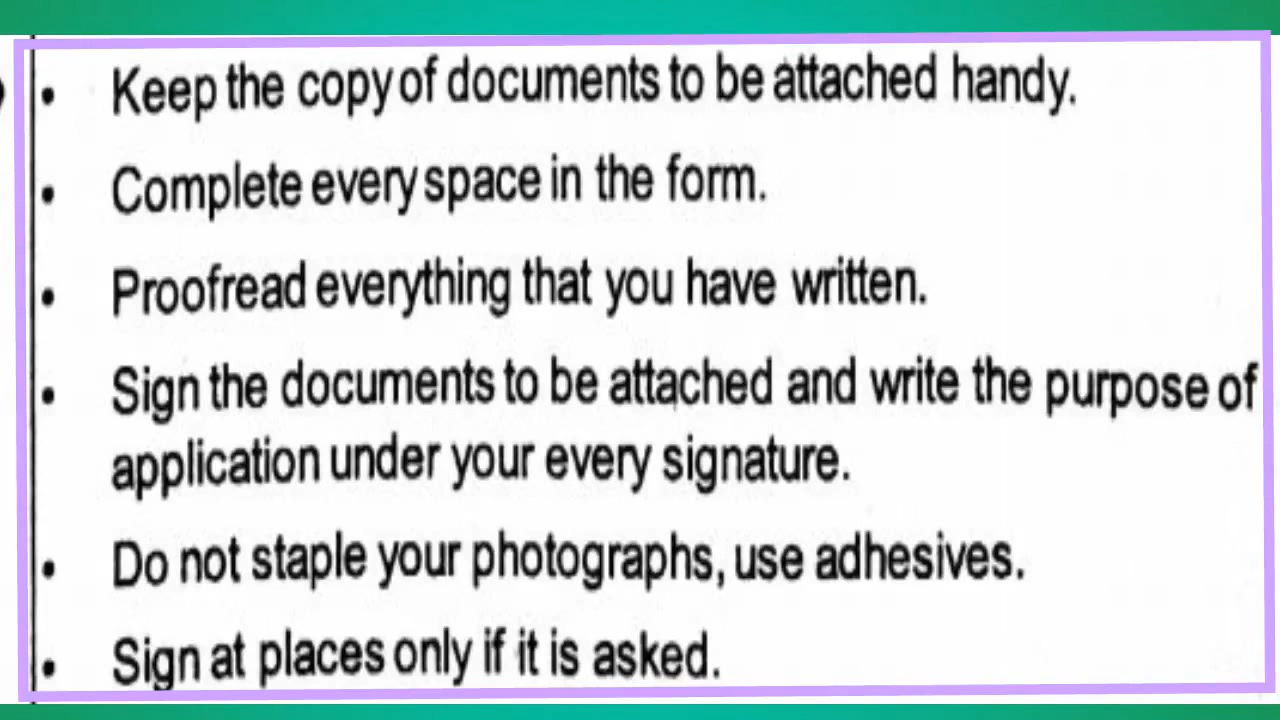 • Keep the copy of documents to be attached handy.
• Complete every space in the form.
• Proofread everything that you have written.
• Sign the documents to be attached and write the purpose of
application under your every signature.
• Do not staple your photographs, use adhesives.
• Sign at places only if it is asked.